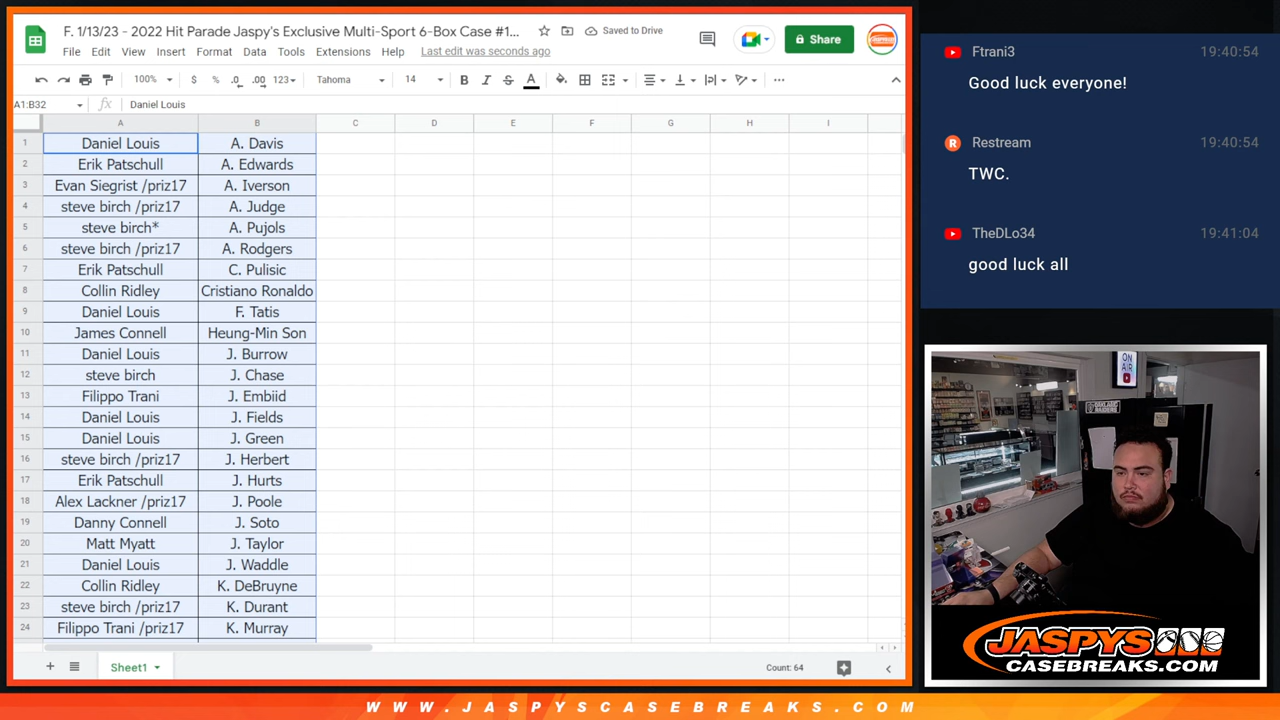 F. 1/13/23 - 2022 Hit Parade Jaspy's Exclusive Multi-Sport 6-Box Case #1...
Saved to Drive
Share
File Edit View Insert Format Data Tools Extensions Help Last edit was seconds ago
100% $ % .0 .00 123 Tahoma 14 B I S A
A1:B32 fx Daniel Louis
A B C D E F G H I
1 Daniel Louis A. Davis
2 Erik Patschull A. Edwards
3 Evan Siegrist /priz17 A. Iverson
4 steve birch /priz17 A. Judge
5 steve birch* A. Pujols
6 steve birch /priz17 A. Rodgers
7 Erik Patschull C. Pulisic
8 Collin Ridley Cristiano Ronaldo
9 Daniel Louis F. Tatis
10 James Connell Heung-Min Son
11 Daniel Louis J. Burrow
12 steve birch J. Chase
13 Filippo Trani J. Embiid
14 Daniel Louis J. Fields
15 Daniel Louis J. Green
16 steve birch /priz17 J. Herbert
17 Erik Patschull J. Hurts
18 Alex Lackner /priz17 J. Poole
19 Danny Connell J. Soto
20 Matt Myatt J. Taylor
21 Daniel Louis J. Waddle
22 Collin Ridley K. DeBruyne
23 steve birch /priz17 K. Durant
24 Filippo Trani /priz17 K. Murray
Sheet1
Count: 64
Ftrani3 19:40:54
Good luck everyone!
R Restream 19:40:54
TWC.
TheDLo34 19:41:04
good luck all
ON
AIR
JASPYS
CASEBREAKS.COM
WWW.JASPYSCASEBREAKS.COM